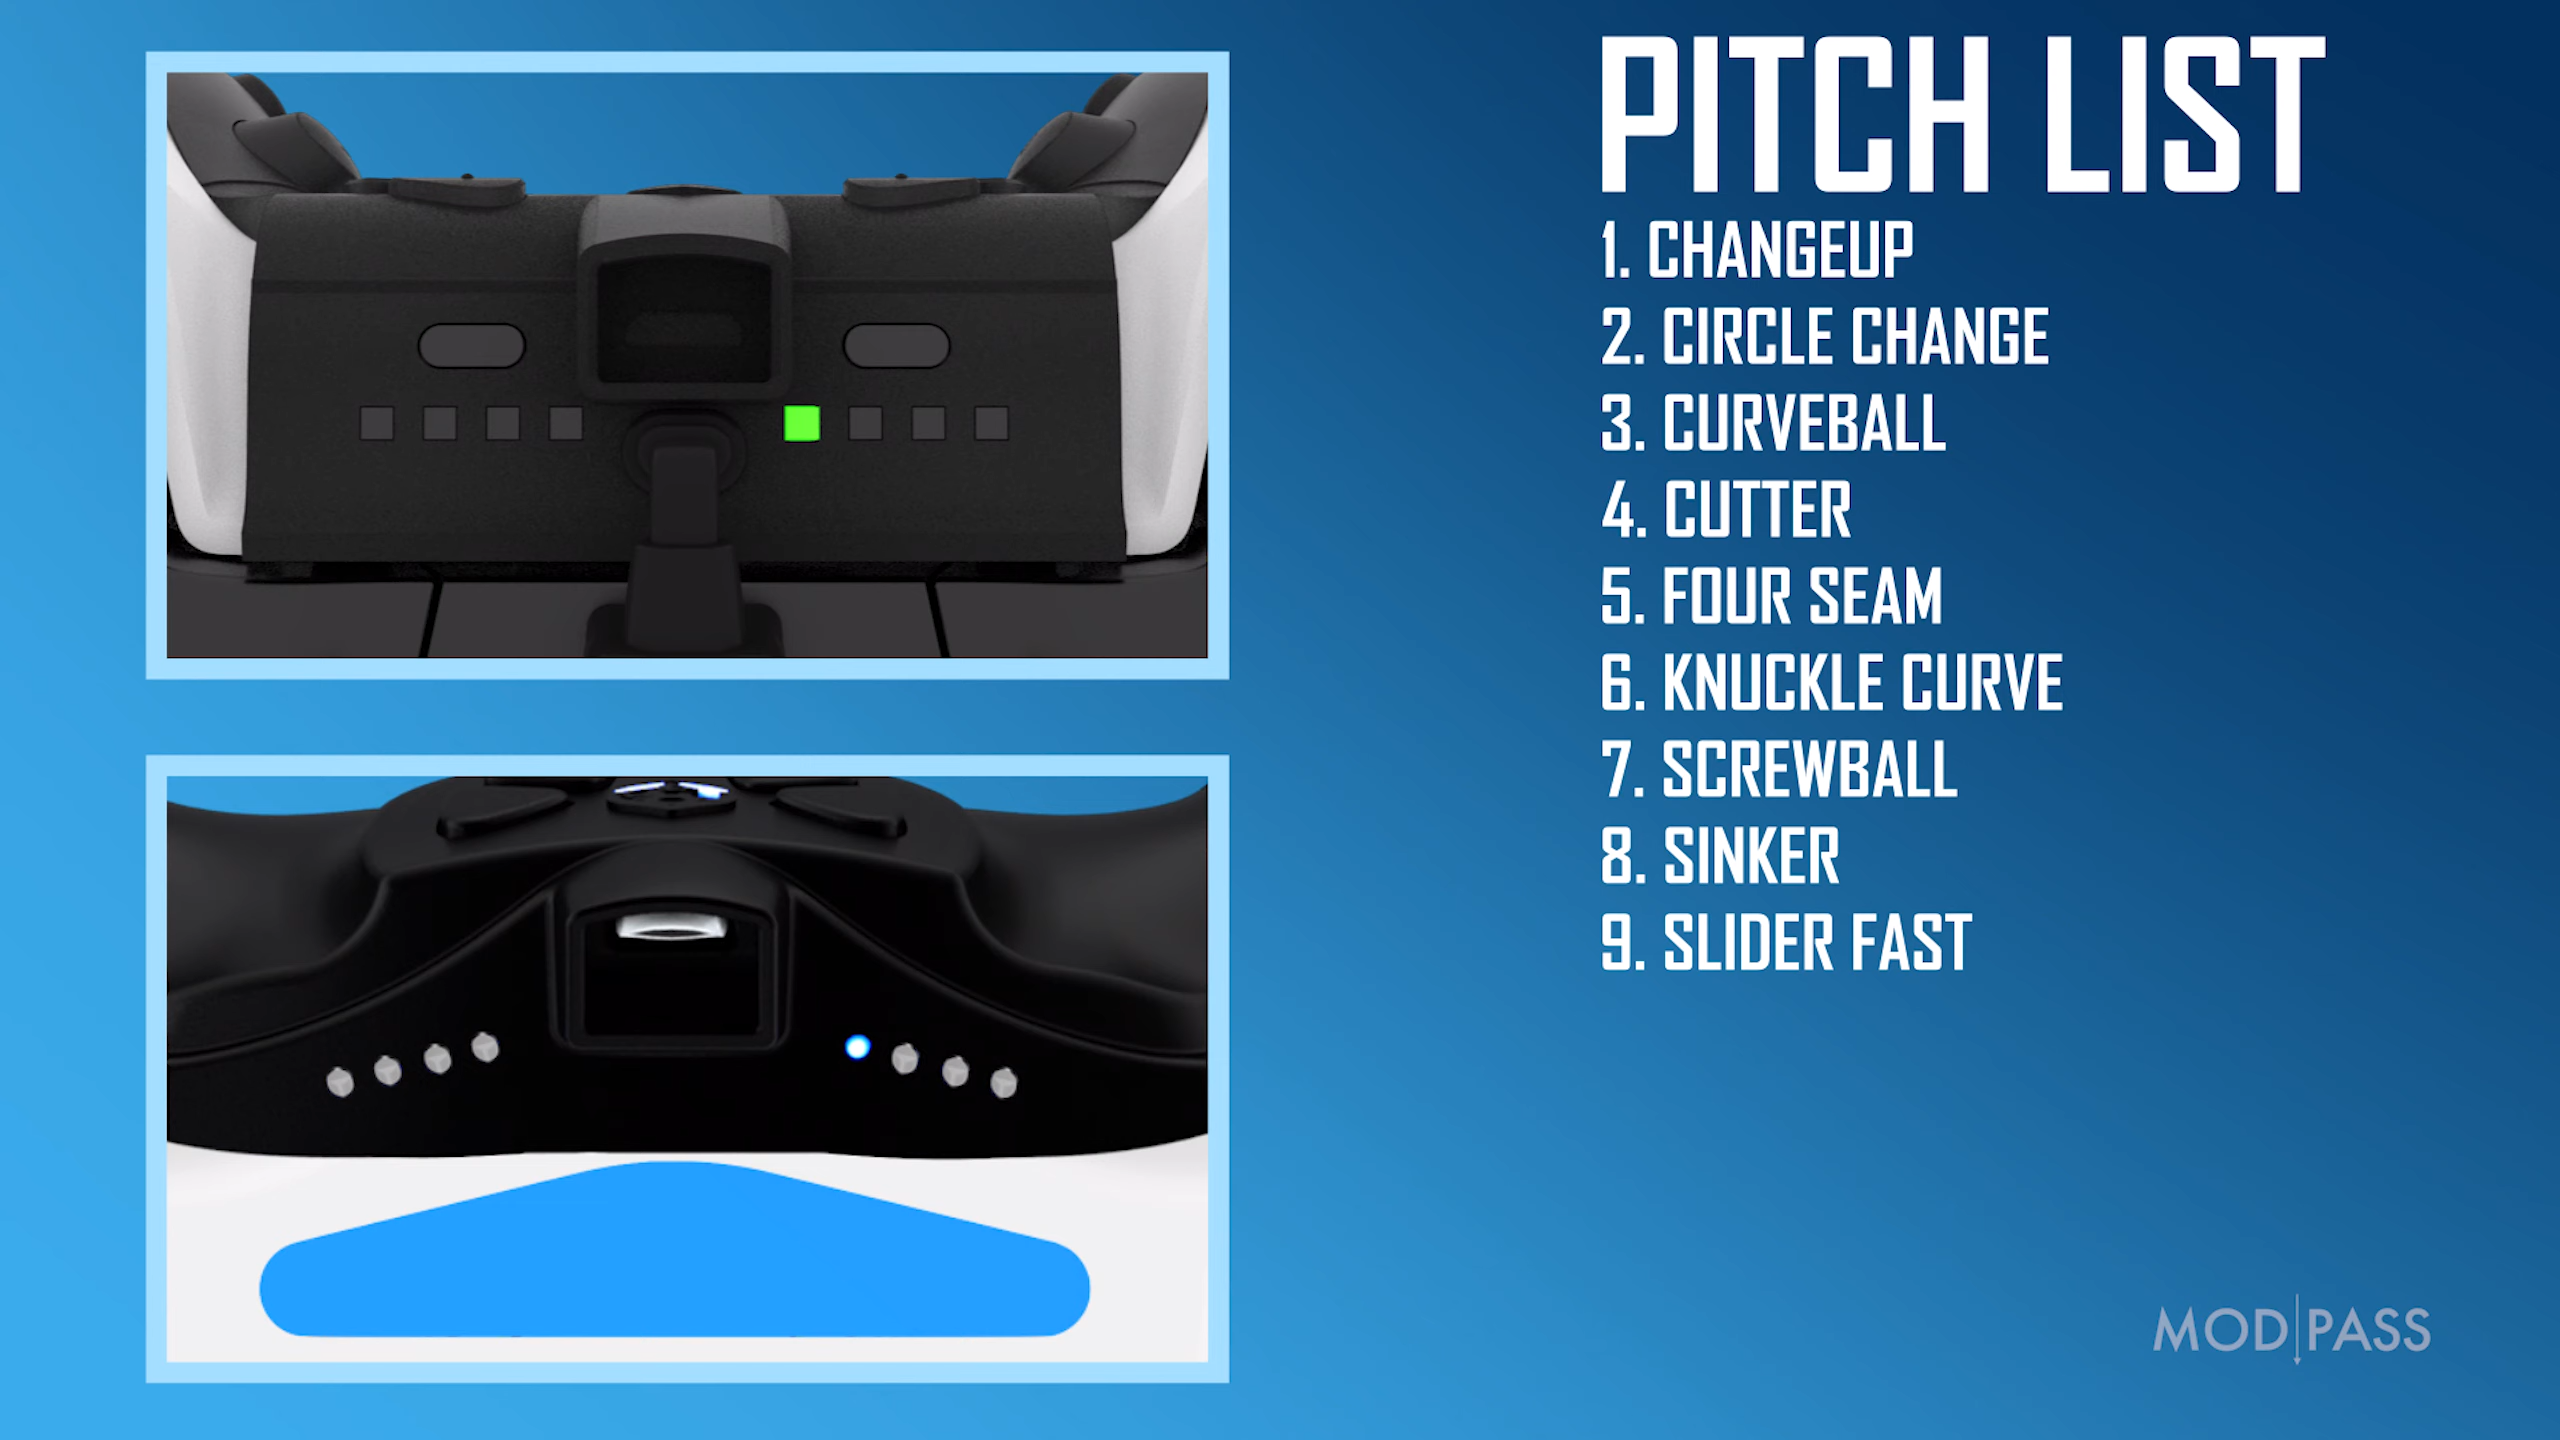 PITCH LIST
1. CHANGEUP
2. CIRCLE CHANGE
3. CURVEBALL
4. CUTTER
5. FOUR SEAM
6. KNUCKLE CURVE
7. SCREWBALL
8. SINKER
9. SLIDER FAST
MOD|PASS